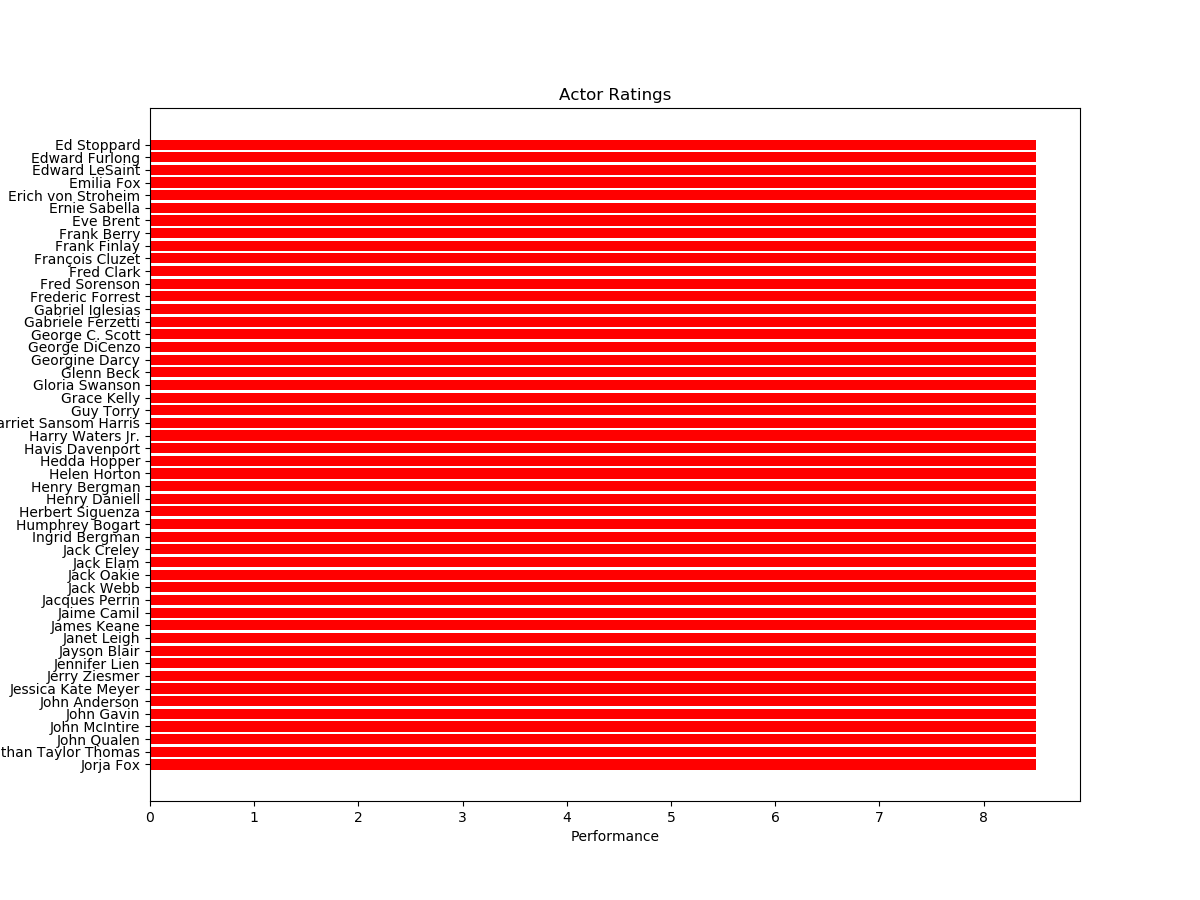 Actor Ratings
Ed Stoppard
Edward Furlong
Edward LeSaint
Emilia Fox
Erich von Stroheim
Ernie Sabella
Eve Brent
Frank Berry
Frank Finlay
François Cluzet
Fred Clark
Fred Sorenson
Frederic Forrest
Gabriel Iglesias
Gabriele Ferzetti
George C. Scott
George DiCenzo
Georgine Darcy
Glenn Beck
Gloria Swanson
Grace Kelly
Guy Torry
arriet Sansom Harris
Harry Waters Jr.
Havis Davenport
Hedda Hopper
Helen Horton
Henry Bergman
Henry Daniell
Herbert Siguenza
Humphrey Bogart
Ingrid Bergman
Jack Creley
Jack Elam
Jack Oakie
Jack Webb
Jacques Perrin
Jaime Camil
James Keane
Janet Leigh
Jayson Blair
Jennifer Lien
Jerry Ziesmer
Jessica Kate Meyer
John Anderson
John Gavin
John McIntire
John Qualen
than Taylor Thomas
Jorja Fox
0 1 2 3 4 5 6 7 8
Performance